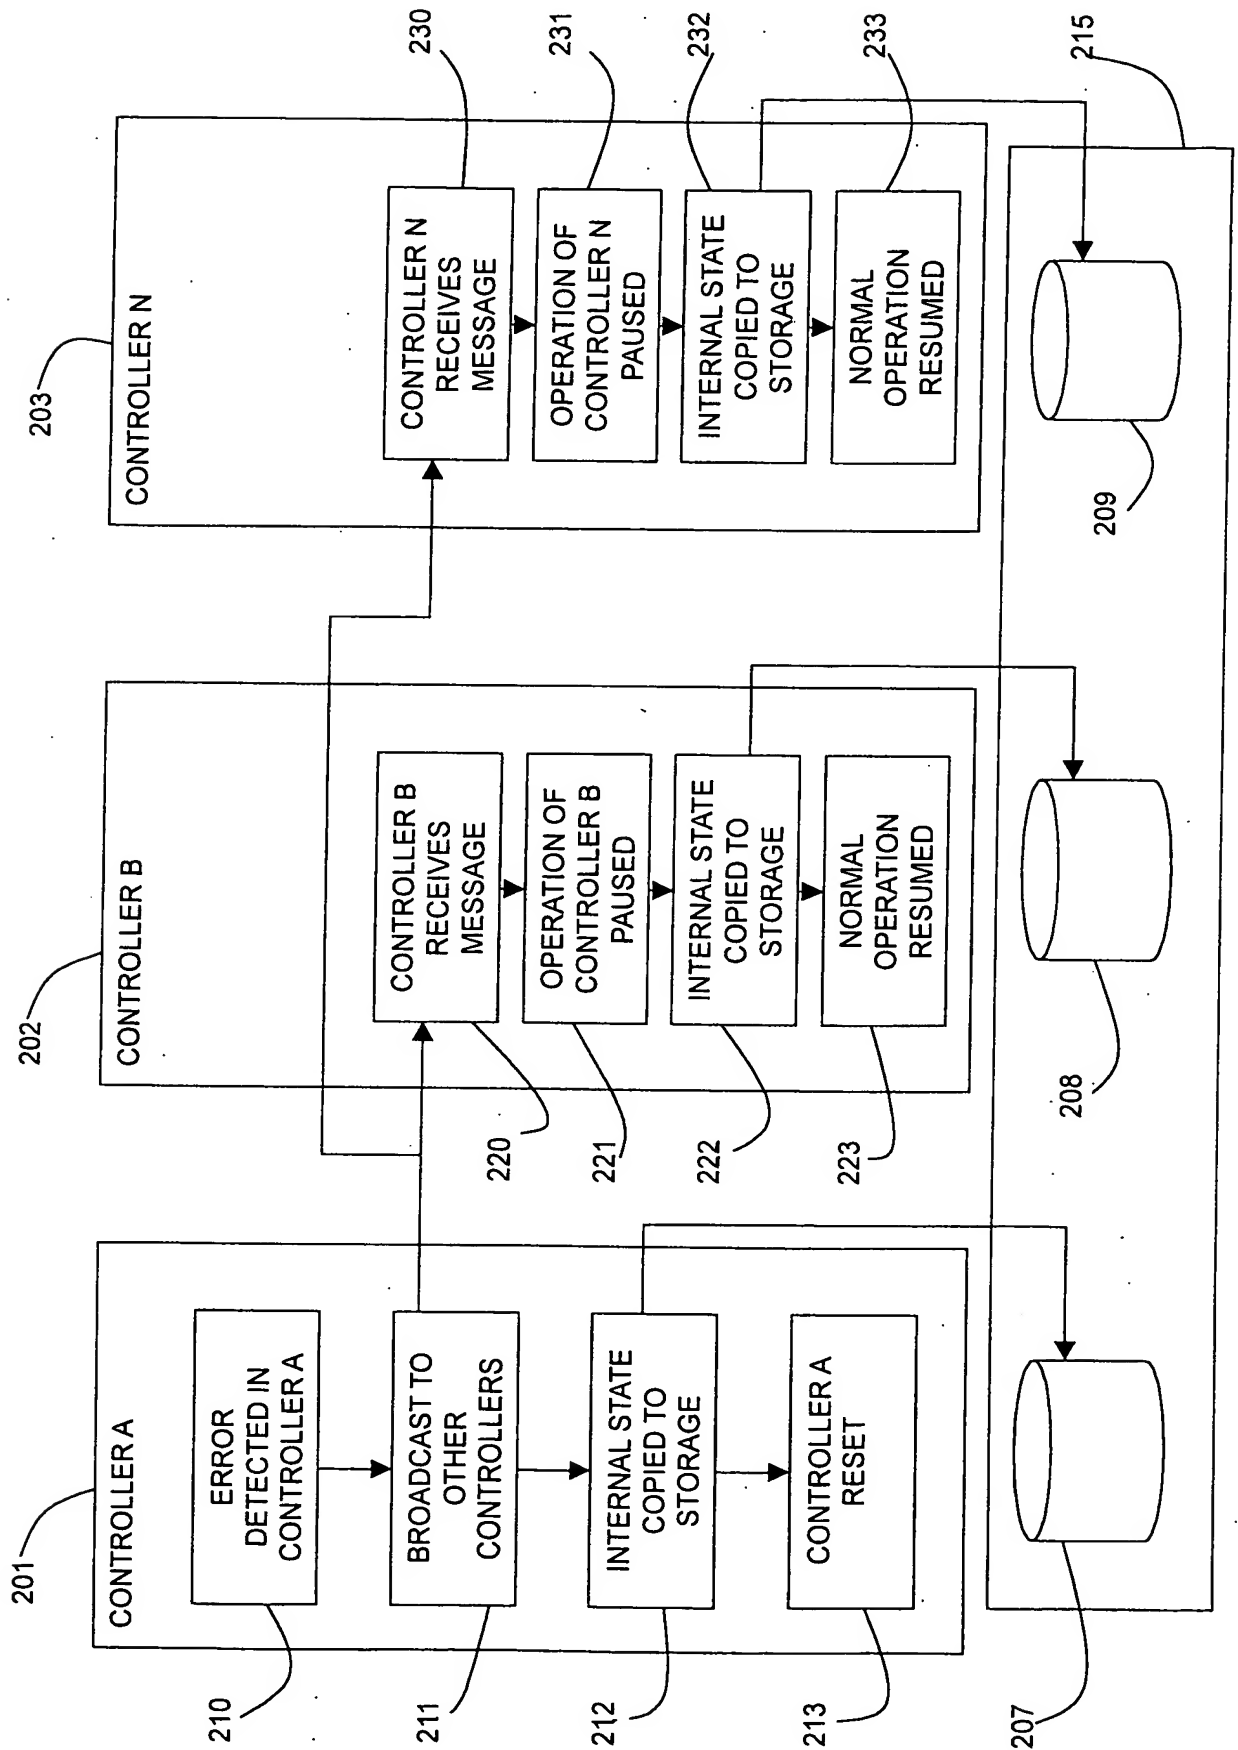 201
CONTROLLER A
210
ERROR
DETECTED IN
CONTROLLER A
211
BROADCAST TO
OTHER
CONTROLLERS
212
INTERNAL STATE
COPIED TO
STORAGE
213
CONTROLLER A
RESET
207
202
CONTROLLER B
220
CONTROLLER B
RECEIVES
MESSAGE
221
OPERATION OF
CONTROLLER B
PAUSED
222
INTERNAL STATE
COPIED TO
STORAGE
223
NORMAL
OPERATION
RESUMED
208
203
CONTROLLER N
230
CONTROLLER N
RECEIVES
MESSAGE
231
OPERATION OF
CONTROLLER N
PAUSED
232
INTERNAL STATE
COPIED TO
STORAGE
233
NORMAL
OPERATION
RESUMED
209
215